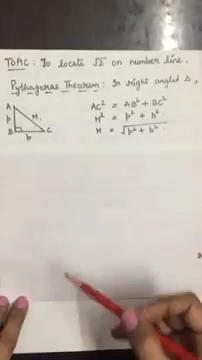 TOPIC : To locate √2 on number line.
Pythagoras Theorem : In right angled △,
A
p
H
B
b
C
AC² = AB² + BC²
H² = p² + b²
H = √p² + b²